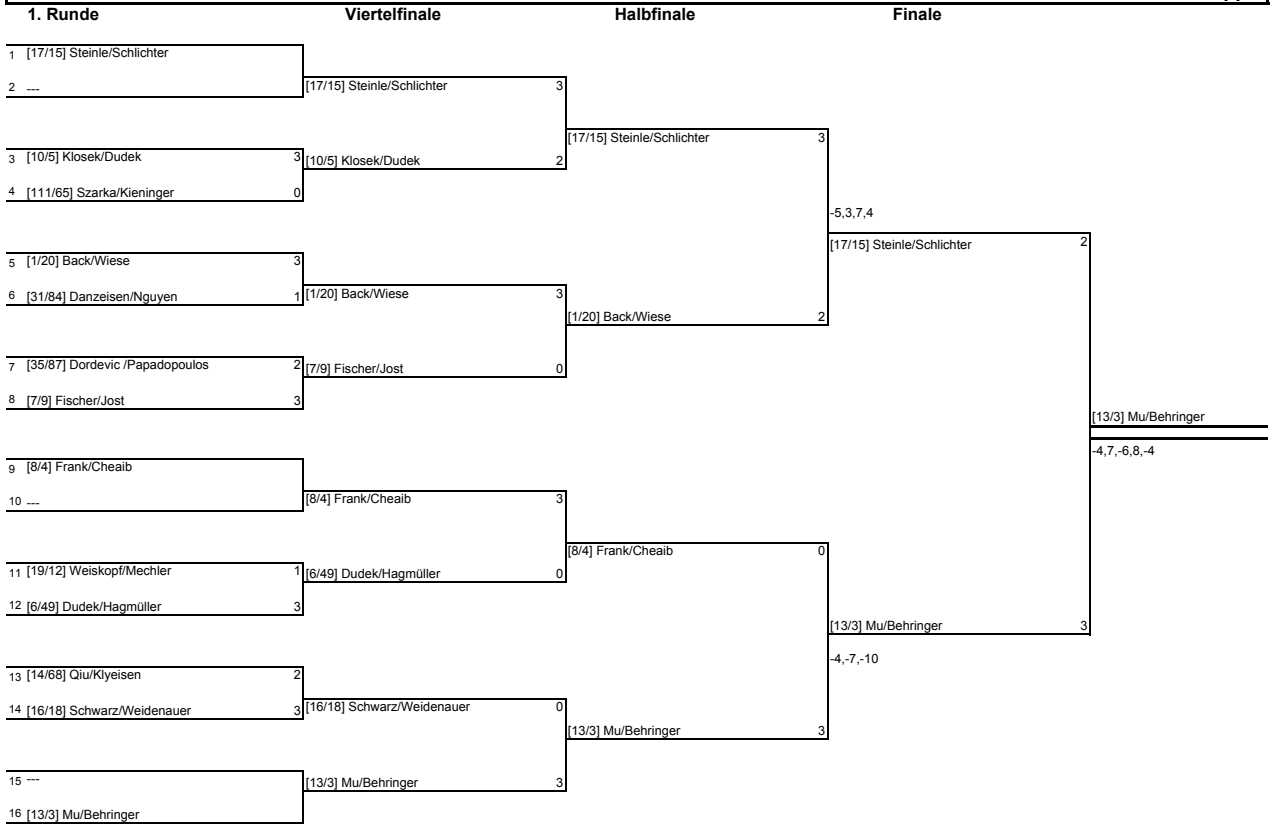 1. Runde Viertelfinale Halbfinale Finale
1 [17/15] Steinle/Schlichter
2 ---
[17/15] Steinle/Schlichter 3
[17/15] Steinle/Schlichter 3
3 [10/5] Klosek/Dudek 3
[10/5] Klosek/Dudek 2
4 [111/65] Szarka/Kieninger 0
-5,3,7,4
[17/15] Steinle/Schlichter 2
5 [1/20] Back/Wiese 3
6 [31/84] Danzeisen/Nguyen 1
[1/20] Back/Wiese 3
[1/20] Back/Wiese 2
7 [35/87] Dordevic /Papadopoulos 2
[7/9] Fischer/Jost 0
8 [7/9] Fischer/Jost 3
[13/3] Mu/Behringer
-4,7,-6,8,-4
9 [8/4] Frank/Cheaib
10 ---
[8/4] Frank/Cheaib 3
[8/4] Frank/Cheaib 0
11 [19/12] Weiskopf/Mechler 1
[6/49] Dudek/Hagmüller 0
12 [6/49] Dudek/Hagmüller 3
[13/3] Mu/Behringer 3
-4,-7,-10
13 [14/68] Qiu/Klyeisen 2
14 [16/18] Schwarz/Weidenauer 3
[16/18] Schwarz/Weidenauer 0
[13/3] Mu/Behringer 3
15 ---
[13/3] Mu/Behringer 3
16 [13/3] Mu/Behringer